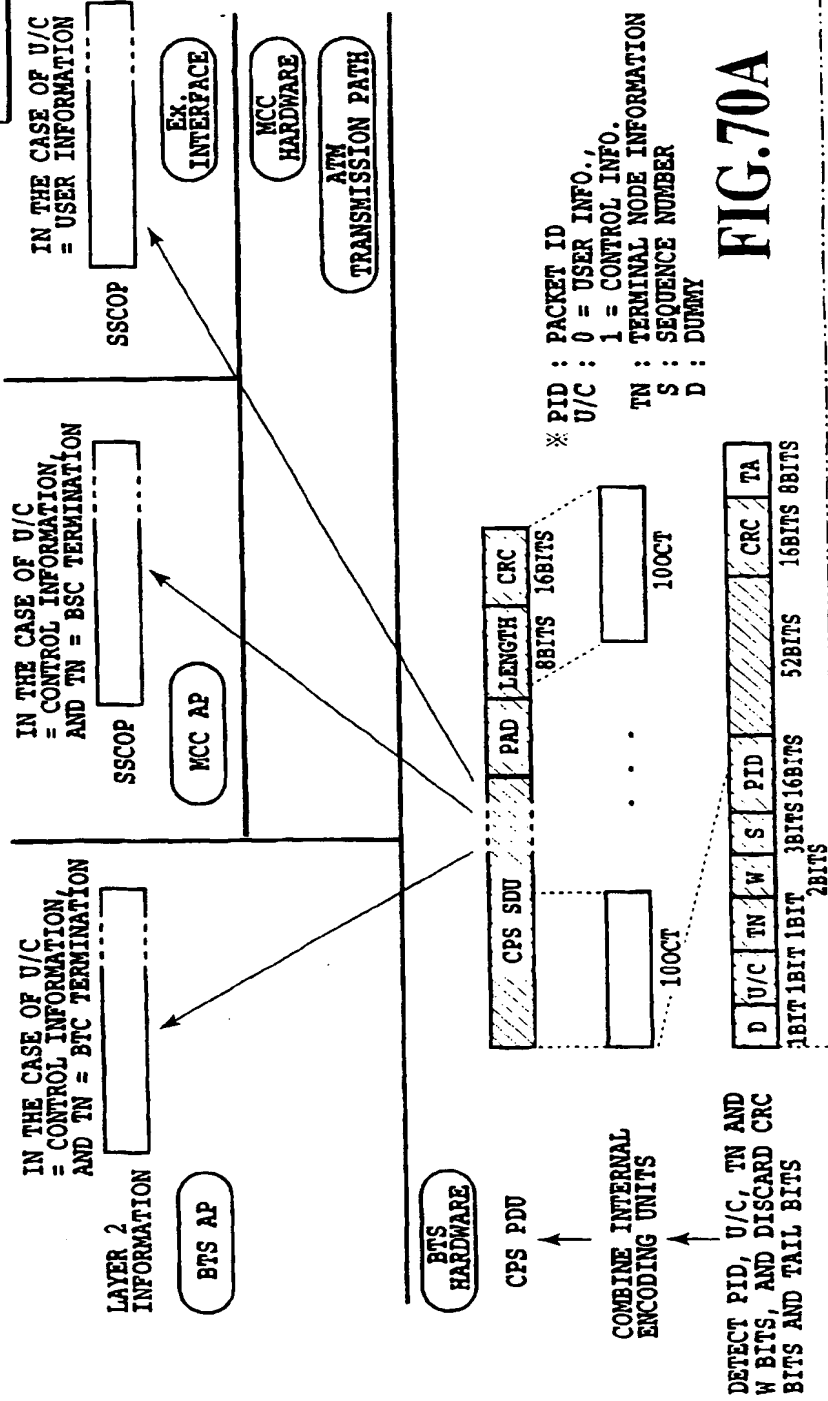 IN THE CASE OF U/C
= CONTROL INFORMATION,
AND TN = BTC TERMINATION
LAYER 2
INFORMATION
BTS AP
IN THE CASE OF U/C
= CONTROL INFORMATION,
AND TN = BSC TERMINATION
SSCOP
MCC AP
IN THE CASE OF U/C
= USER INFORMATION
SSCOP
EX.
INTERFACE
MCC
HARDWARE
ATM
TRANSMISSION PATH
BTS
HARDWARE
CPS PDU
CPS SDU
PAD
LENGTH
CRC
8BITS
16BITS
COMBINE INTERNAL
ENCODING UNITS
10OCT
. . .
10OCT
※ PID : PACKET ID
U/C : 0 = USER INFO.,
1 = CONTROL INFO.
TN : TERMINAL NODE INFORMATION
S : SEQUENCE NUMBER
D : DUMMY
DETECT PID, U/C, TN AND
W BITS, AND DISCARD CRC
BITS AND TAIL BITS
D U/C TN W S PID CRC TA
1BIT 1BIT 1BIT 3BITS 16BITS 52BITS 16BITS 8BITS
2BITS
FIG.70A